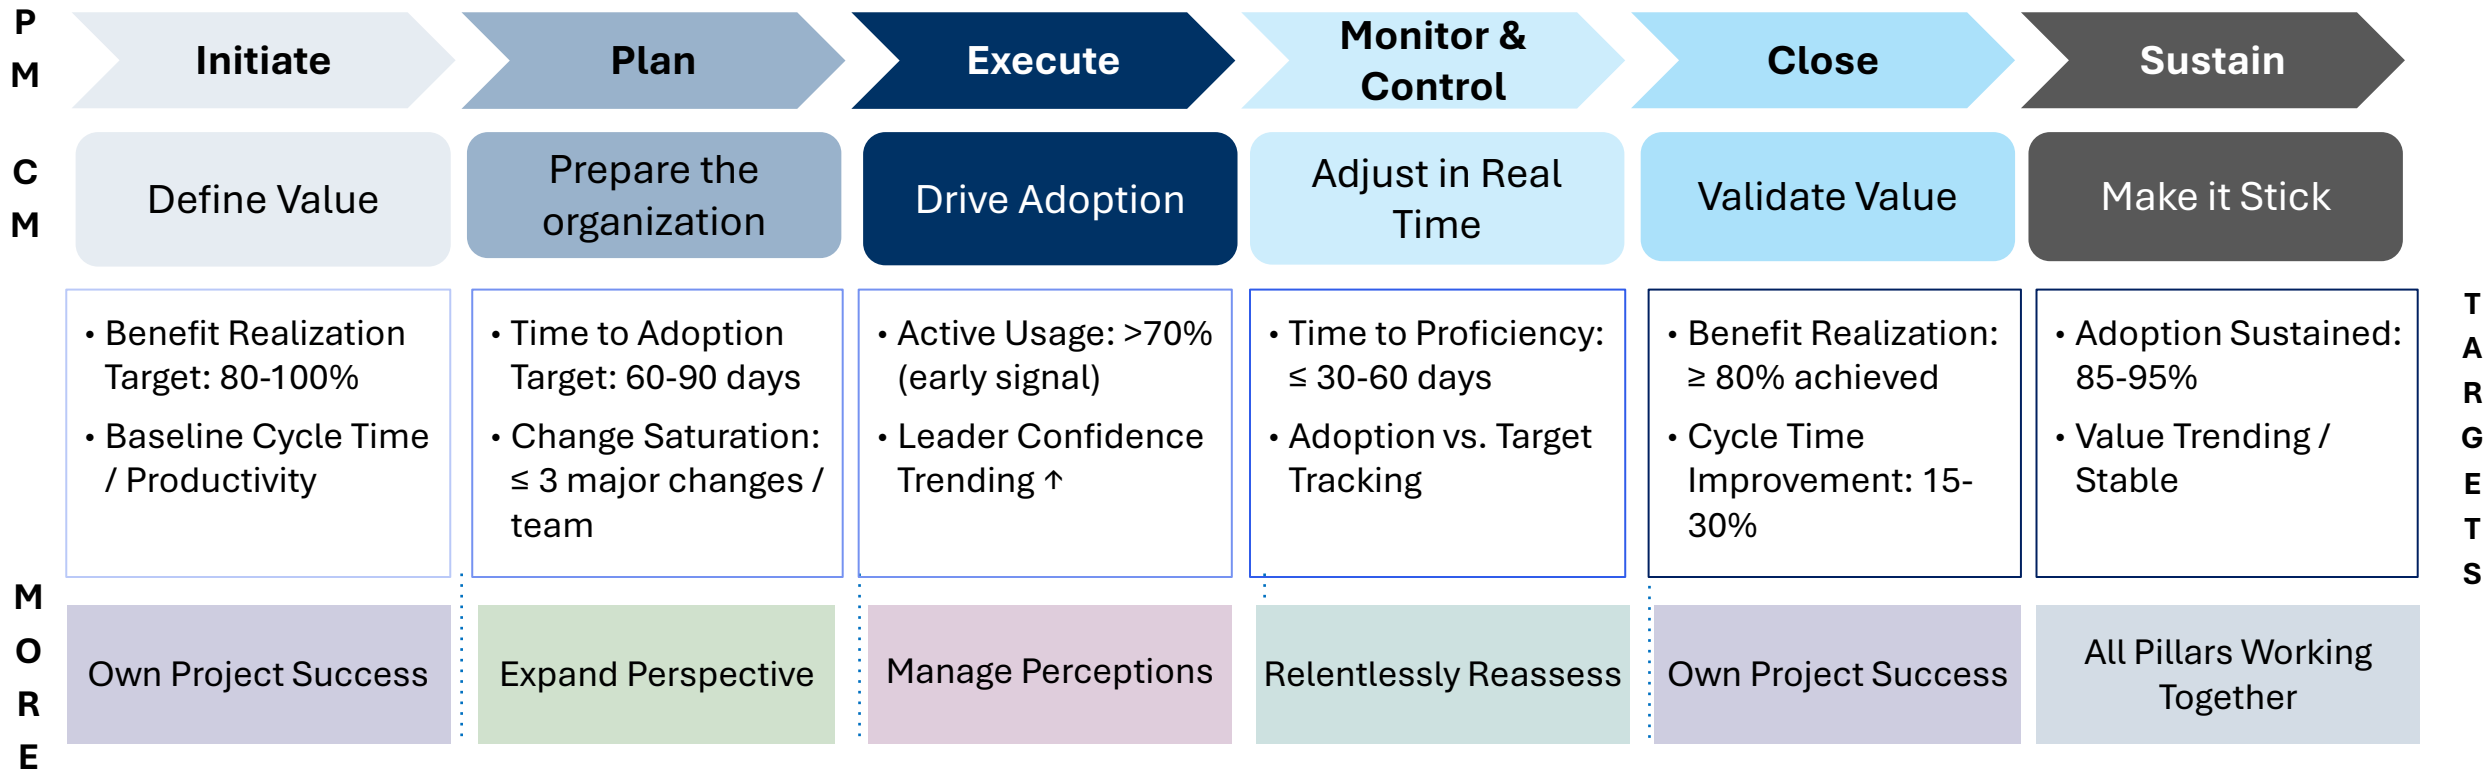 P
M
Initiate
Plan
Execute
Monitor &
Control
Close
Sustain
C
M
Define Value
Prepare the
organization
Drive Adoption
Adjust in Real
Time
Validate Value
Make it Stick
• Benefit Realization
Target: 80-100%
• Baseline Cycle Time
/ Productivity
• Time to Adoption
Target: 60-90 days
• Change Saturation:
≤ 3 major changes /
team
• Active Usage: >70%
(early signal)
• Leader Confidence
Trending ↑
• Time to Proficiency:
≤ 30-60 days
• Adoption vs. Target
Tracking
• Benefit Realization:
≥ 80% achieved
• Cycle Time
Improvement: 15-
30%
• Adoption Sustained:
85-95%
• Value Trending /
Stable
T
A
R
G
E
T
S
M
O
R
E
Own Project Success
Expand Perspective
Manage Perceptions
Relentlessly Reassess
Own Project Success
All Pillars Working
Together